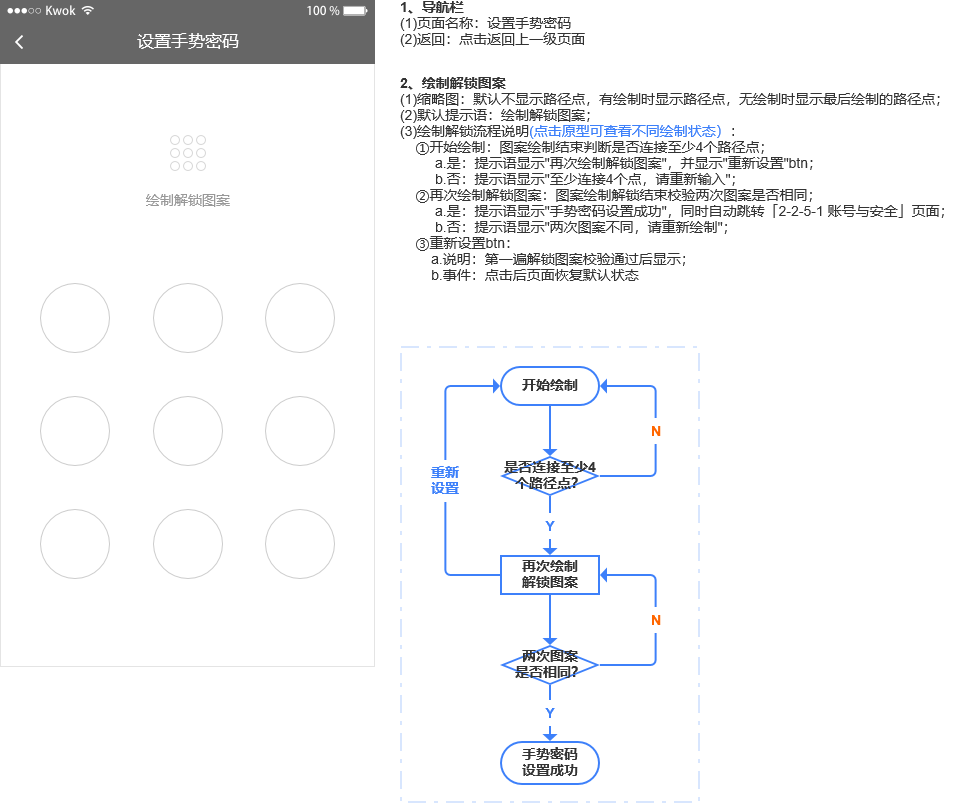 Kwok
100 %
设置手势密码
绘制解锁图案
1、导航栏
(1)页面名称：设置手势密码
(2)返回：点击返回上一级页面
2、绘制解锁图案
(1)缩略图：默认不显示路径点，有绘制时显示路径点，无绘制时显示最后绘制的路径点；
(2)默认提示语：绘制解锁图案；
(3)绘制解锁流程说明(点击原型可查看不同绘制状态）：
①开始绘制：图案绘制结束判断是否连接至少4个路径点；
a.是：提示语显示"再次绘制解锁图案"，并显示"重新设置"btn；
b.否：提示语显示"至少连接4个点，请重新输入"；
②再次绘制解锁图案：图案绘制解锁结束校验两次图案是否相同；
a.是：提示语显示"手势密码设置成功"，同时自动跳转「2-2-5-1 账号与安全」页面；
b.否：提示语显示"两次图案不同，请重新绘制"；
③重新设置btn：
a.说明：第一遍解锁图案校验通过后显示；
b.事件：点击后页面恢复默认状态
开始绘制
N
是否连接至少4
个路径点?
重新
设置
Y
再次绘制
解锁图案
N
两次图案
是否相同?
Y
手势密码
设置成功